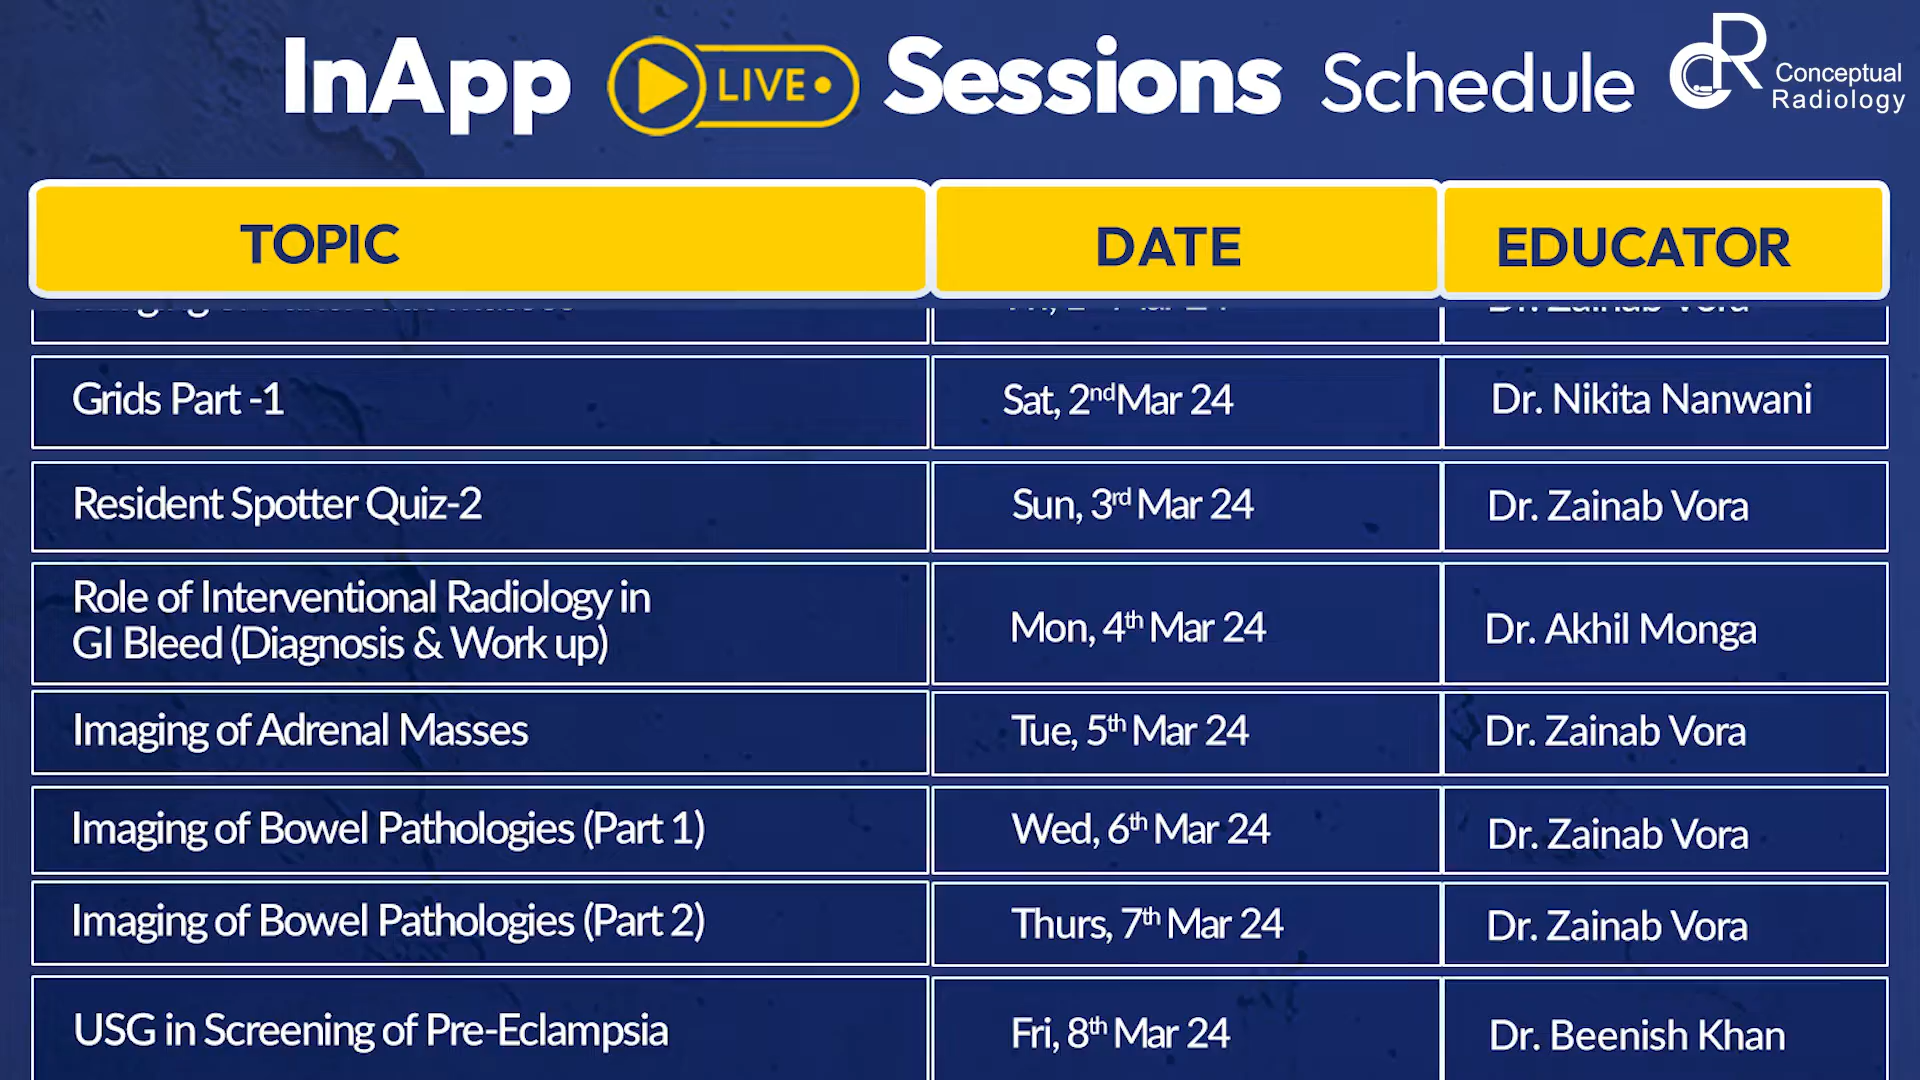 InApp LIVE Sessions Schedule
CR Conceptual
Radiology
TOPIC DATE EDUCATOR
Dr. Zainab Vora
Grids Part -1 Sat, 2nd Mar 24 Dr. Nikita Nanwani
Resident Spotter Quiz-2 Sun, 3rd Mar 24 Dr. Zainab Vora
Role of Interventional Radiology in
GI Bleed (Diagnosis & Work up) Mon, 4th Mar 24 Dr. Akhil Monga
Imaging of Adrenal Masses Tue, 5th Mar 24 Dr. Zainab Vora
Imaging of Bowel Pathologies (Part 1) Wed, 6th Mar 24 Dr. Zainab Vora
Imaging of Bowel Pathologies (Part 2) Thurs, 7th Mar 24 Dr. Zainab Vora
USG in Screening of Pre-Eclampsia Fri, 8th Mar 24 Dr. Beenish Khan